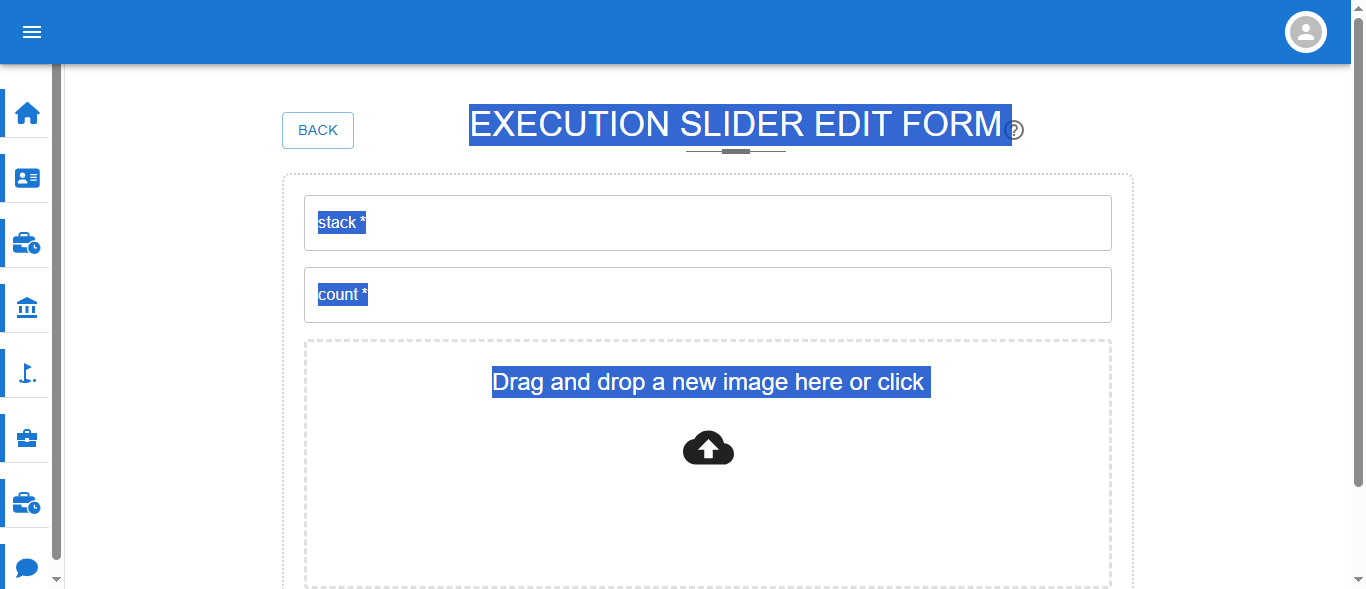 BACK
EXECUTION SLIDER EDIT FORM
stack *
count *
Drag and drop a new image here or click